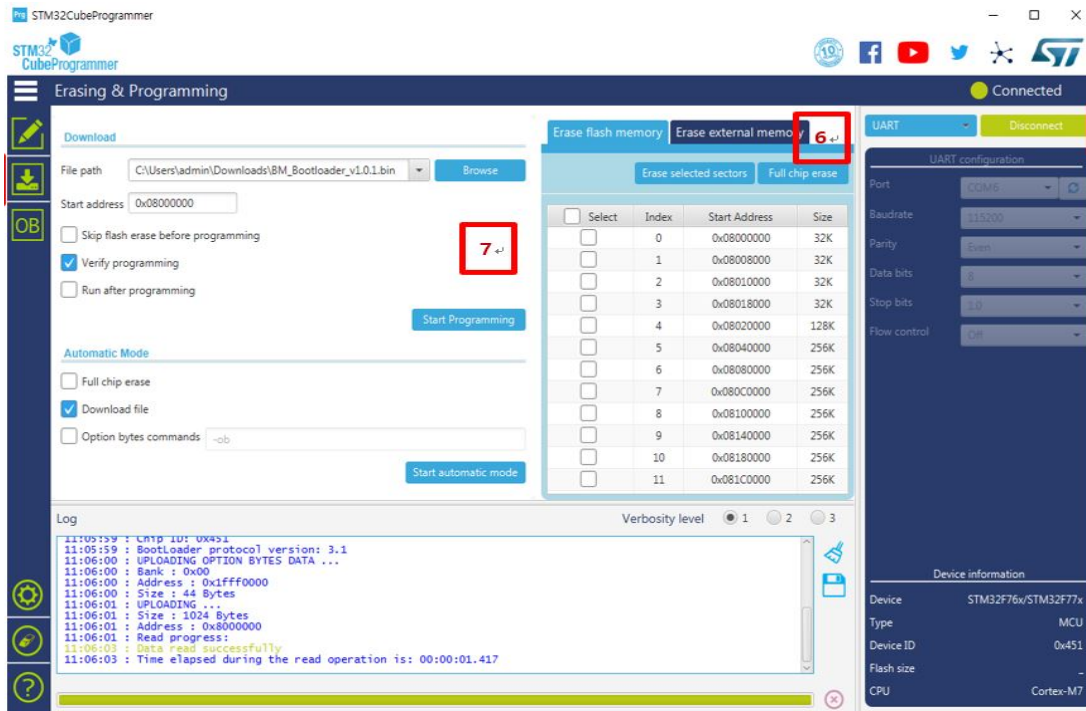 Prg STM32CubeProgrammer
STM32
CubeProgrammer
10
Erasing & Programming
Connected
OB
Download
File path C:\Users\admin\Downloads\BM_Bootloader_v1.0.1.bin Browse
Start address 0x08000000
Skip flash erase before programming
Verify programming
Run after programming
7
Start Programming
Automatic Mode
Full chip erase
Download file
Option bytes commands -ob
Start automatic mode
Erase flash memory Erase external memory 6
Erase selected sectors Full chip erase
Select Index Start Address Size
0 0x08000000 32K
1 0x08008000 32K
2 0x08010000 32K
3 0x08018000 32K
4 0x08020000 128K
5 0x08040000 256K
6 0x08080000 256K
7 0x080C0000 256K
8 0x08100000 256K
9 0x08140000 256K
10 0x08180000 256K
11 0x081C0000 256K
UART Disconnect
UART configuration
Port COM6
Baudrate 115200
Parity Even
Data bits 8
Stop bits 1.0
Flow control Off
Log Verbosity level 1 2 3
11:05:59 : Chip ID: 0x451
11:05:59 : BootLoader protocol version: 3.1
11:06:00 : UPLOADING OPTION BYTES DATA ...
11:06:00 : Bank : 0x00
11:06:00 : Address : 0x1fff0000
11:06:00 : Size : 44 Bytes
11:06:01 : UPLOADING ...
11:06:01 : Size : 1024 Bytes
11:06:01 : Address : 0x8000000
11:06:01 : Read progress:
11:06:03 : Data read successfully
11:06:03 : Time elapsed during the read operation is: 00:00:01.417
Device information
Device STM32F76x/STM32F77x
Type MCU
Device ID 0x451
Flash size _
CPU Cortex-M7